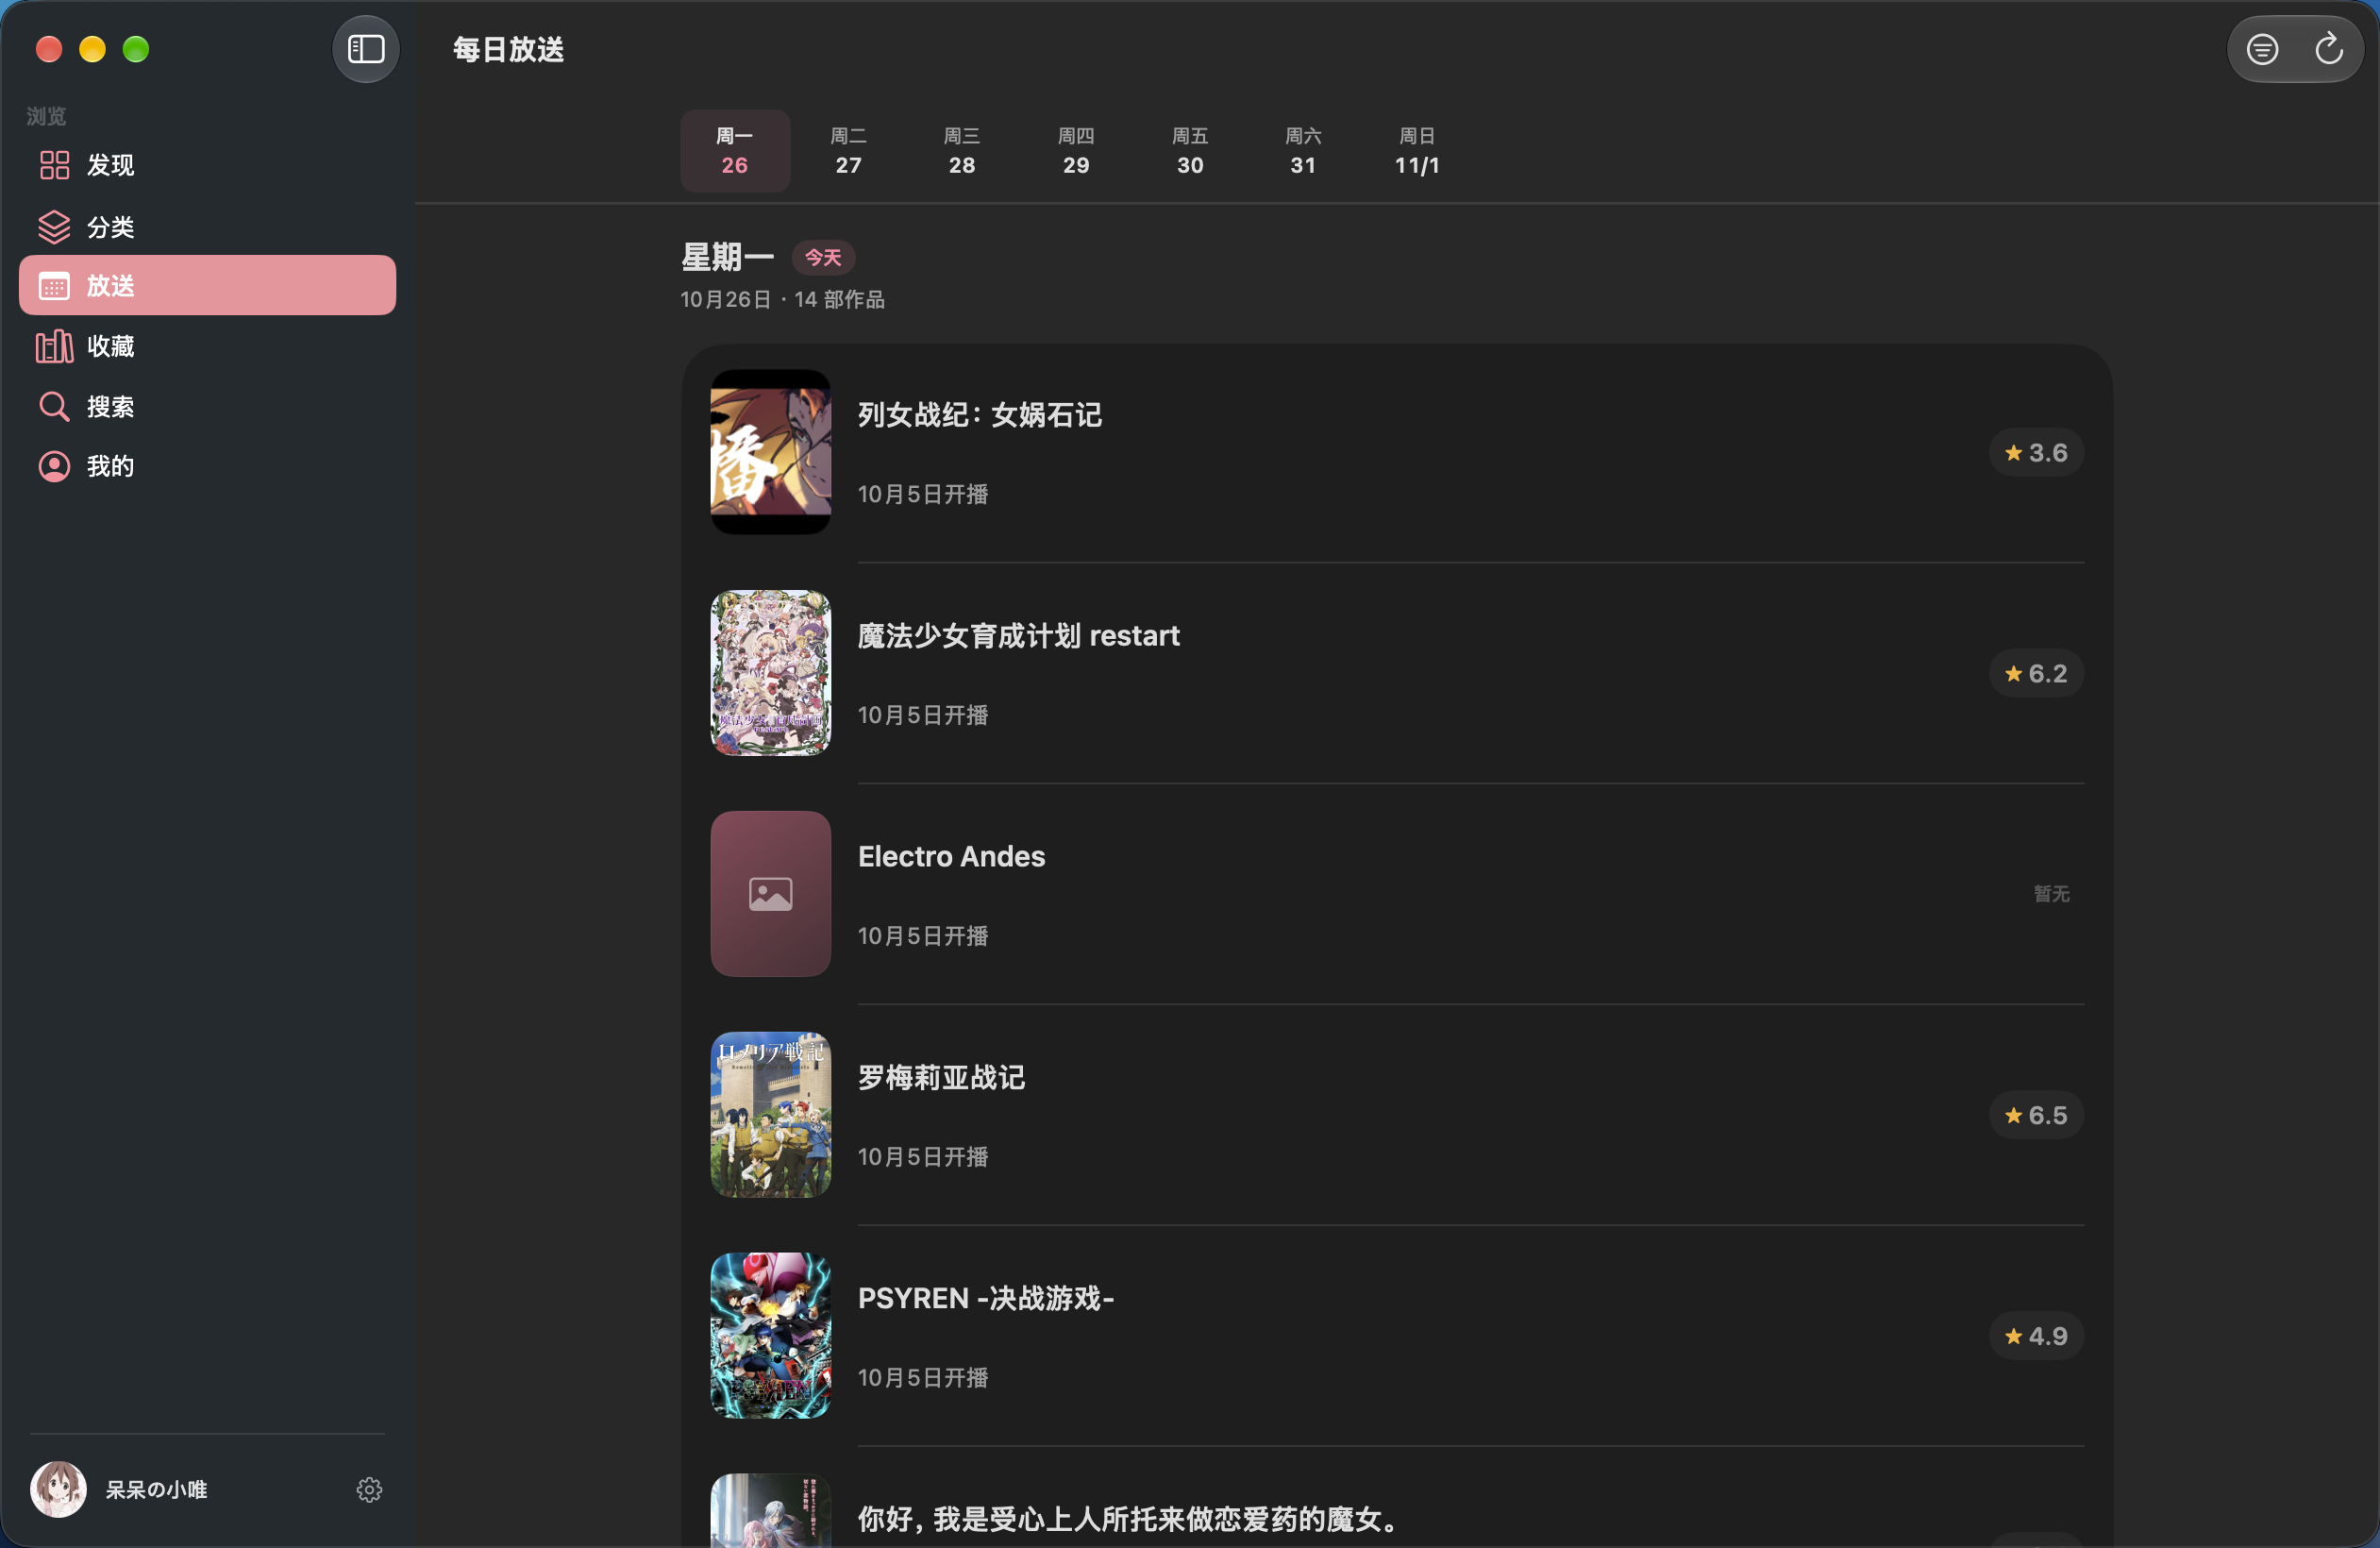 每日放送
浏览
发现
分类
放送
收藏
搜索
我的
呆呆の小唯
周一
26
周二
27
周三
28
周四
29
周五
30
周六
31
周日
11/1
星期一 今天
10月26日 · 14 部作品
播
列女战纪：女娲石记
10月5日开播
3.6
魔法少女育成计划 restart
10月5日开播
6.2
Electro Andes
10月5日开播
暂无
ロメリア戦記
罗梅莉亚战记
10月5日开播
6.5
PSYREN -决战游戏-
10月5日开播
4.9
你好，我是受心上人所托来做恋爱药的魔女。